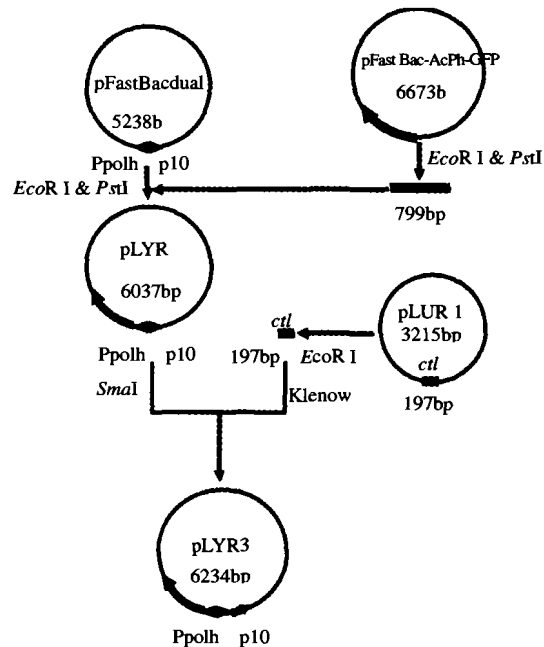 pFastBacdual
5238b
Ppolh p10
pFast Bac-AcPh-GFP
6673b
EcoR I & PstI
EcoR I & PstI
799bp
pLYR
6037bp
Ppolh p10
ctl
197bp
EcoR I
pLUR 1
3215bp
ctl
197bp
SmaI
Klenow
pLYR3
6234bp
Ppolh p10